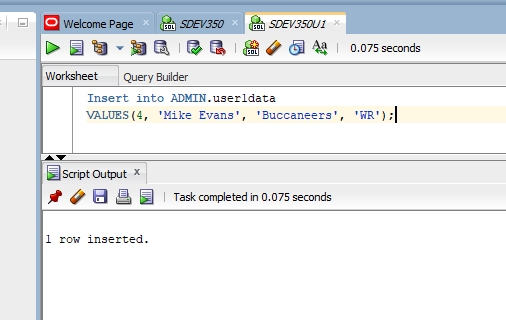 Welcome Page
SDEV350
SDEV350U1
0.075 seconds
Worksheet
Query Builder
Insert into ADMIN.user1data
VALUES(4, 'Mike Evans', 'Buccaneers', 'WR');
Script Output
Task completed in 0.075 seconds
1 row inserted.